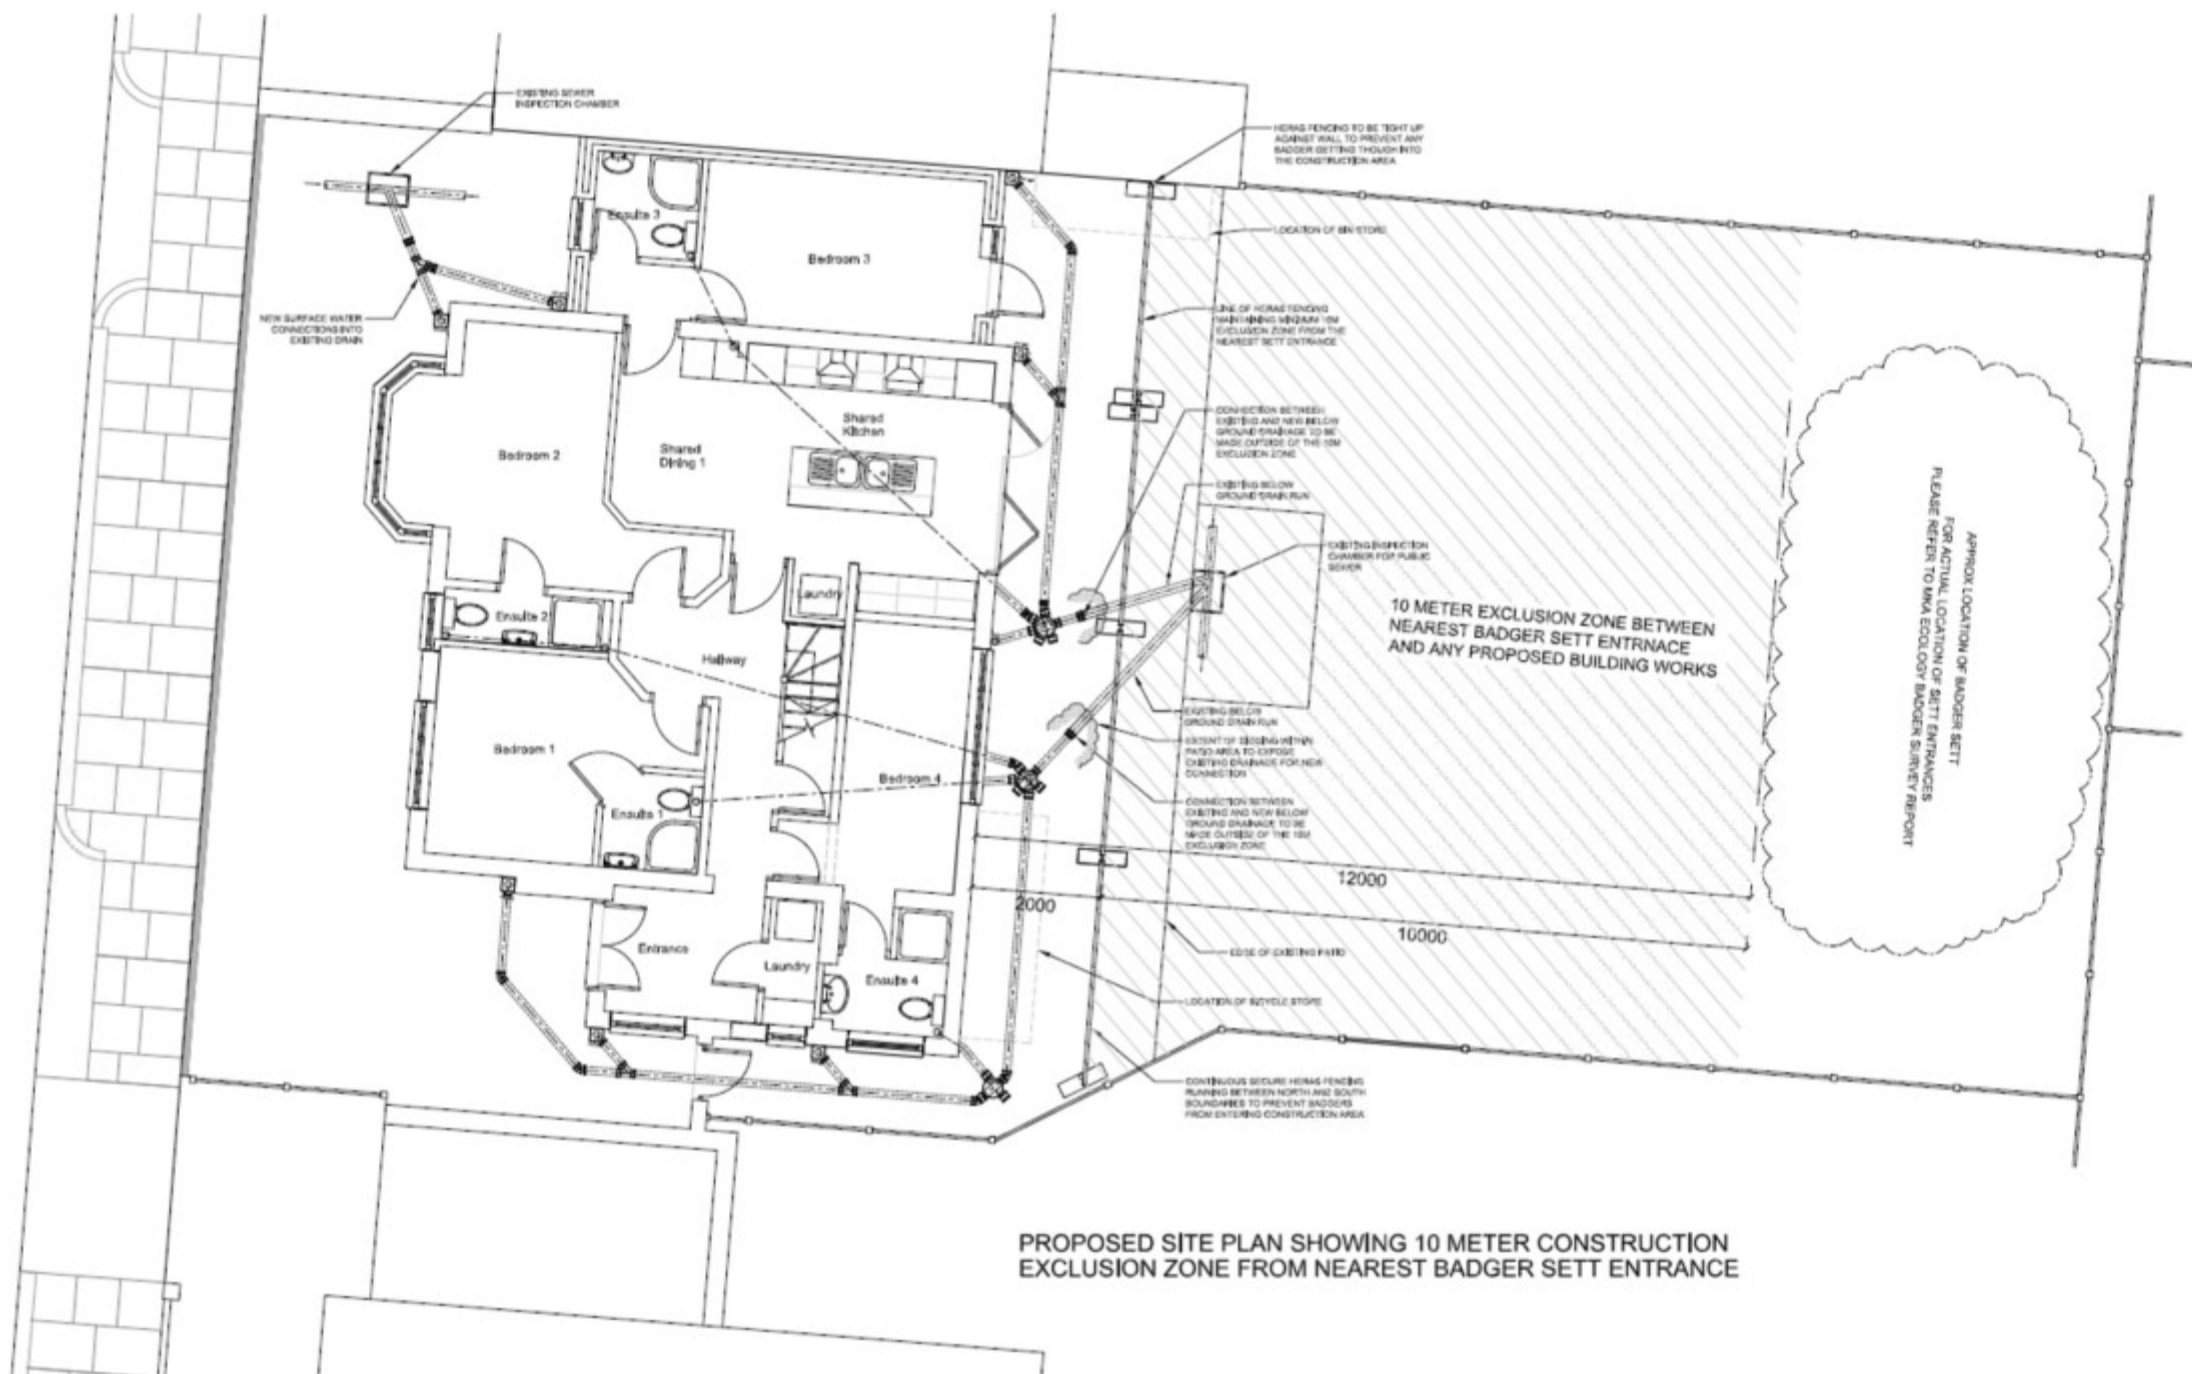 EXISTING SEWER
INSPECTION CHAMBER
HERAS FENCING TO BE TIGHT UP
AGAINST WALL TO PREVENT ANY
BADGER GETTING THOUGH INTO
THE CONSTRUCTION AREA
Ensuite 3
Bedroom 3
LOCATION OF BIN STORE
NEW SURFACE WATER
CONNECTIONS INTO
EXISTING DRAIN
LINE OF HERAS FENCING
MAINTAINING MINIMUM 10M
EXCLUSION ZONE FROM THE
NEAREST SETT ENTRANCE
Shared
Kitchen
Bedroom 2
Shared
Dining 1
CONNECTION BETWEEN
EXISTING AND NEW BELOW
GROUND DRAINAGE TO BE
MADE OUTSIDE OF THE 10M
EXCLUSION ZONE
EXISTING BELOW
GROUND DRAIN RUN
EXISTING INSPECTION
CHAMBER FOR PUBLIC
SEWER
APPROX LOCATION OF BADGER SETT
FOR ACTUAL LOCATION OF SETT ENTRANCES
PLEASE REFER TO MKA ECOLOGY BADGER SURVEY REPORT
Laundry
Ensuite 2
10 METER EXCLUSION ZONE BETWEEN
NEAREST BADGER SETT ENTRNACE
AND ANY PROPOSED BUILDING WORKS
Hallway
EXISTING BELOW
GROUND DRAIN RUN
Bedroom 1
EXTENT OF DIGGING WITHIN
PATIO AREA TO EXPOSE
EXISTING DRAINAGE FOR NEW
CONNECTION
Bedroom 4
Ensuite 1
CONNECTION BETWEEN
EXISTING AND NEW BELOW
GROUND DRAINAGE TO BE
MADE OUTSIDE OF THE 10M
EXCLUSION ZONE
12000
2000
10000
Entrance
EDGE OF EXISTING PATIO
Laundry
Ensuite 4
LOCATION OF BICYCLE STORE
CONTINUOUS SECURE HERAS FENCING
RUNNING BETWEEN NORTH AND SOUTH
BOUNDARIES TO PREVENT BADGERS
FROM ENTERING CONSTRUCTION AREA
PROPOSED SITE PLAN SHOWING 10 METER CONSTRUCTION
EXCLUSION ZONE FROM NEAREST BADGER SETT ENTRANCE